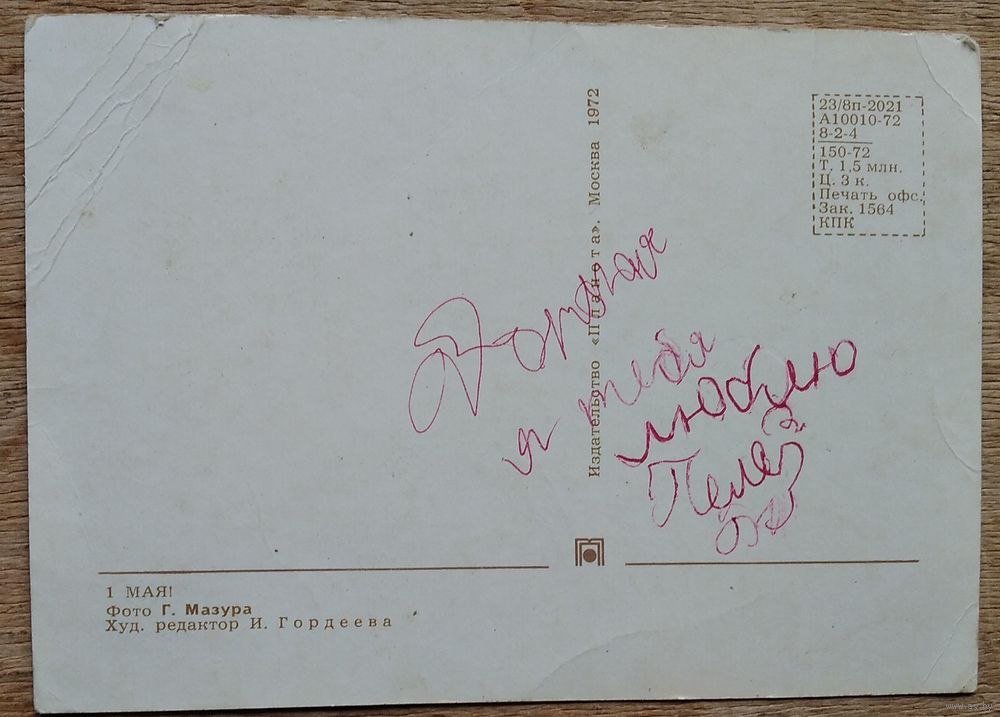 23/8п-2021
А10010-72
8-2-4
150-72
Т. 1,5 млн.
Ц. 3 к.
Печать офс.
Зак. 1564
КПК
Издательство «Планета». Москва 1972
Дорогая
я тебя
люблю
1 МАЯ!
Фото Г. Мазура
Худ. редактор И. Гордеева